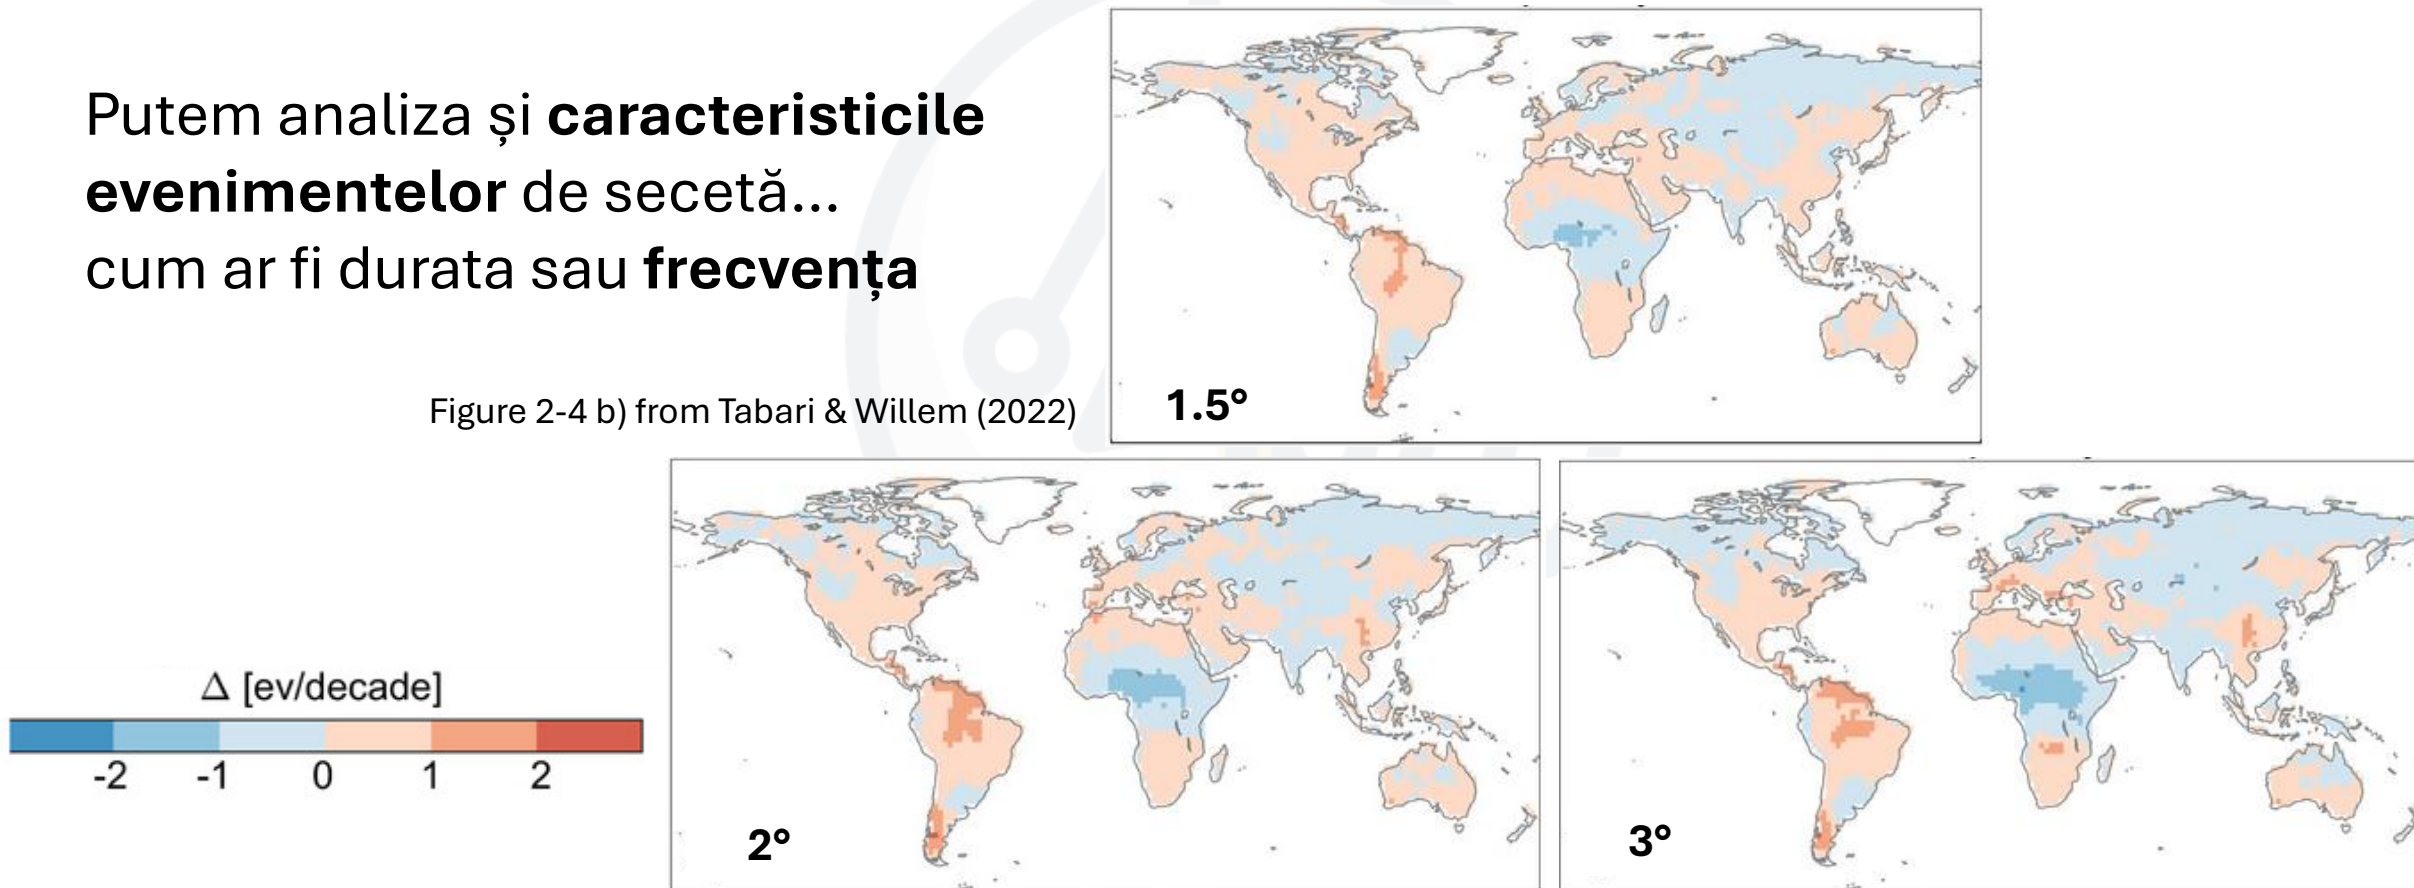 Putem analiza și caracteristicile
evenimentelor de secetă...
cum ar fi durata sau frecvența
Figure 2-4 b) from Tabari & Willem (2022)
1.5°
Δ [ev/decade]
-2 -1 0 1 2
2°
3°